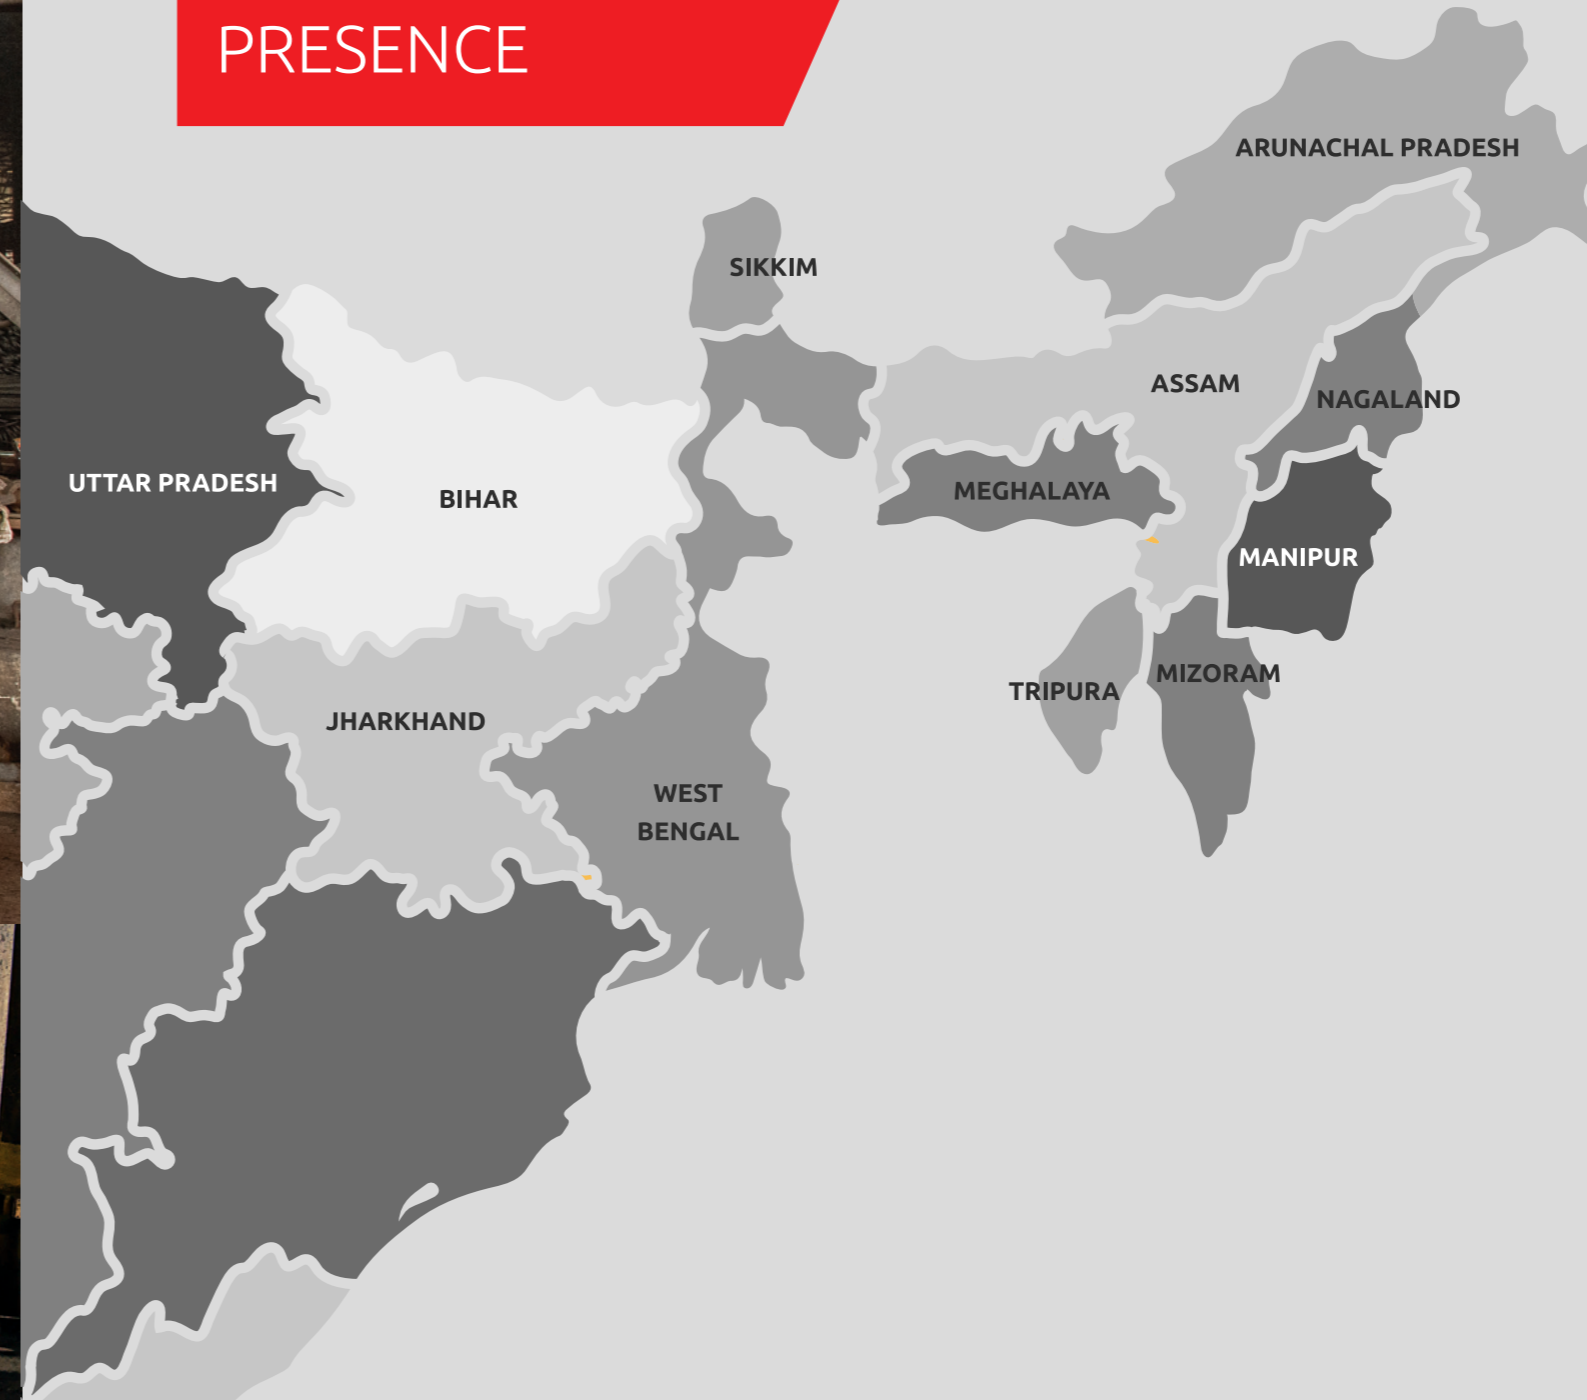 PRESENCE
ARUNACHAL PRADESH
SIKKIM
ASSAM
NAGALAND
UTTAR PRADESH
BIHAR
MEGHALAYA
MANIPUR
TRIPURA
MIZORAM
JHARKHAND
WEST
BENGAL